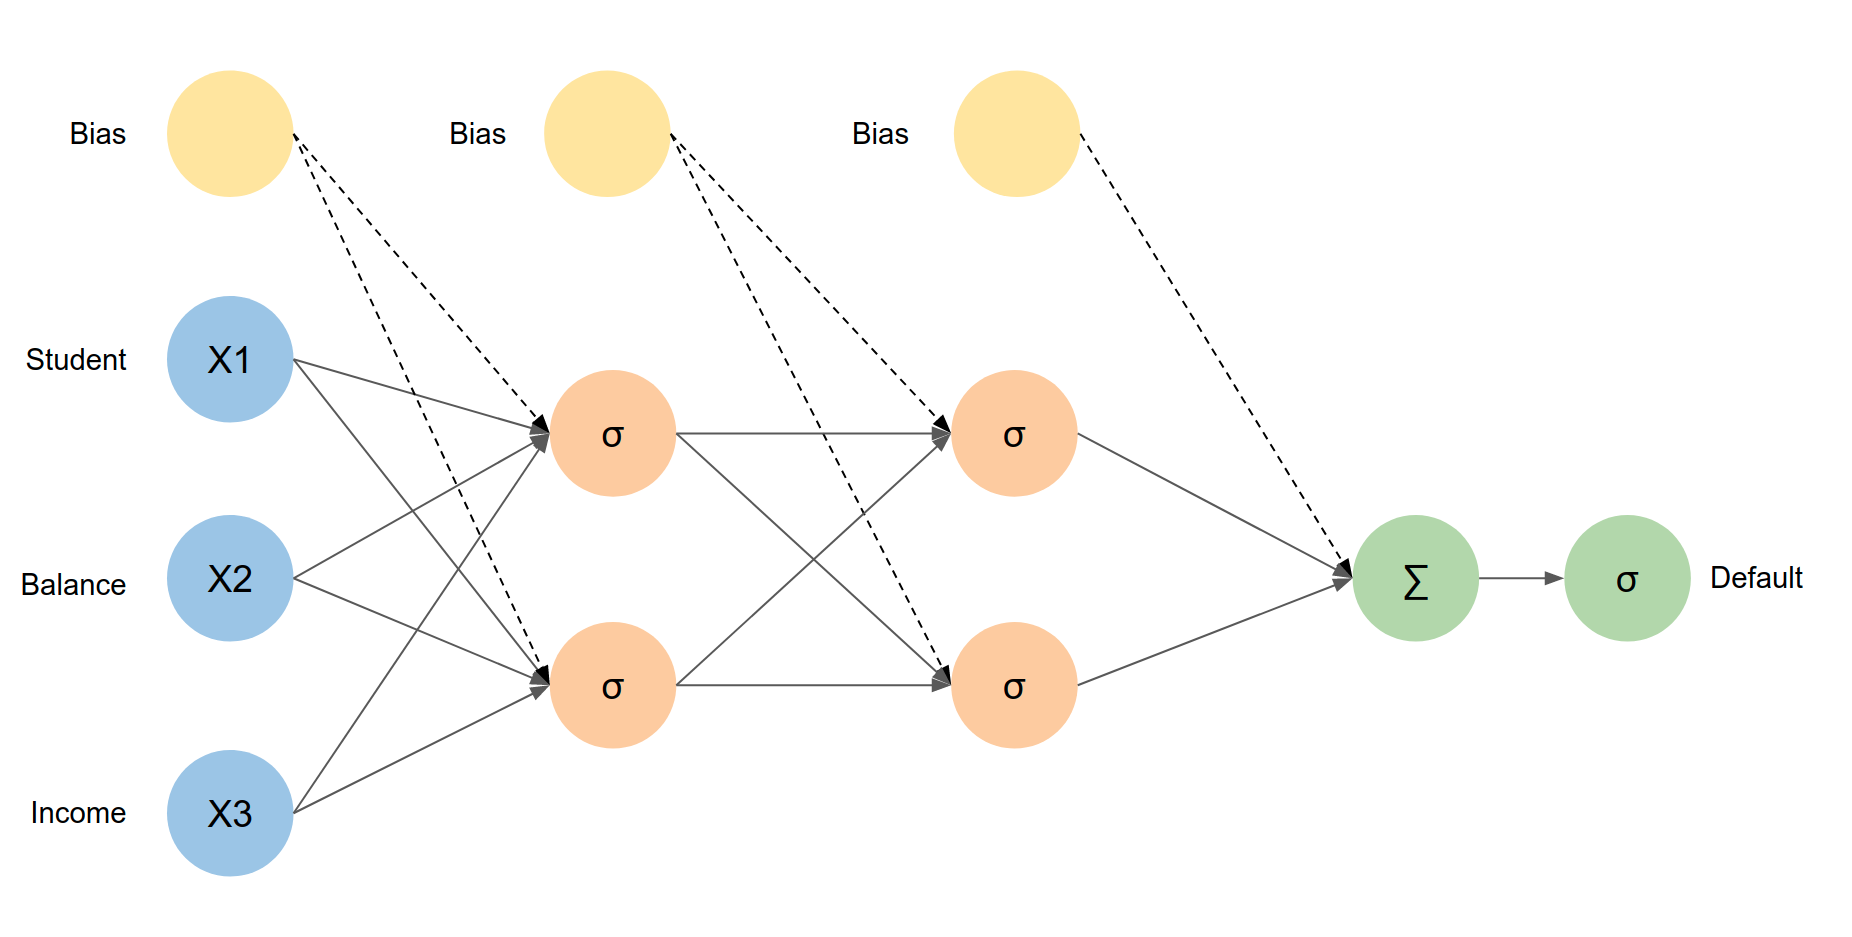 Bias
Bias
Bias
Student
X1
σ
σ
Balance
X2
Σ
σ
Default
σ
σ
Income
X3